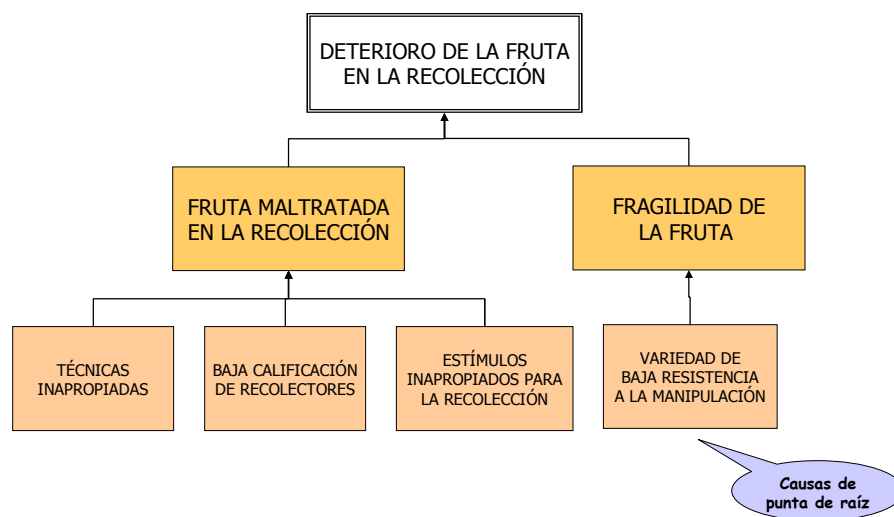 DETERIORO DE LA FRUTA
EN LA RECOLECCIÓN
FRUTA MALTRATADA
EN LA RECOLECCIÓN
FRAGILIDAD DE
LA FRUTA
TÉCNICAS
INAPROPIADAS
BAJA CALIFICACIÓN
DE RECOLECTORES
ESTÍMULOS
INAPROPIADOS PARA
LA RECOLECCIÓN
VARIEDAD DE
BAJA RESISTENCIA
A LA MANIPULACIÓN
Causas de
punta de raíz